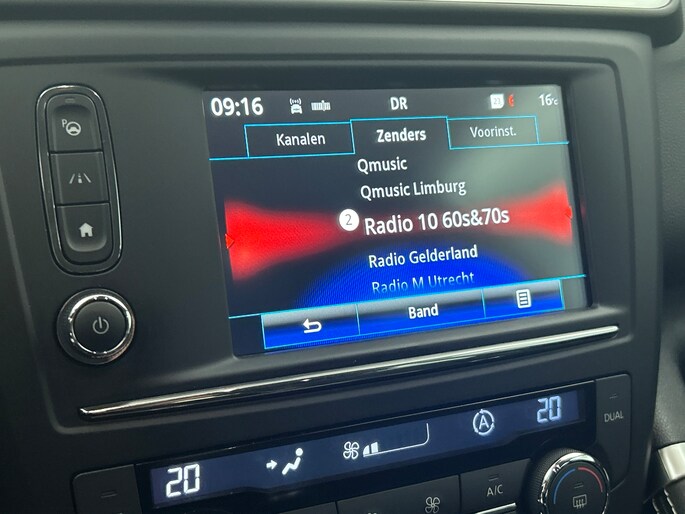 09:16 DR 21 16°C
Kanalen Zenders Voorinst.
Qmusic
Qmusic Limburg
2 Radio 10 60s&70s
Radio Gelderland
Radio M Utrecht
Band
P
20 A 20
DUAL
A/C